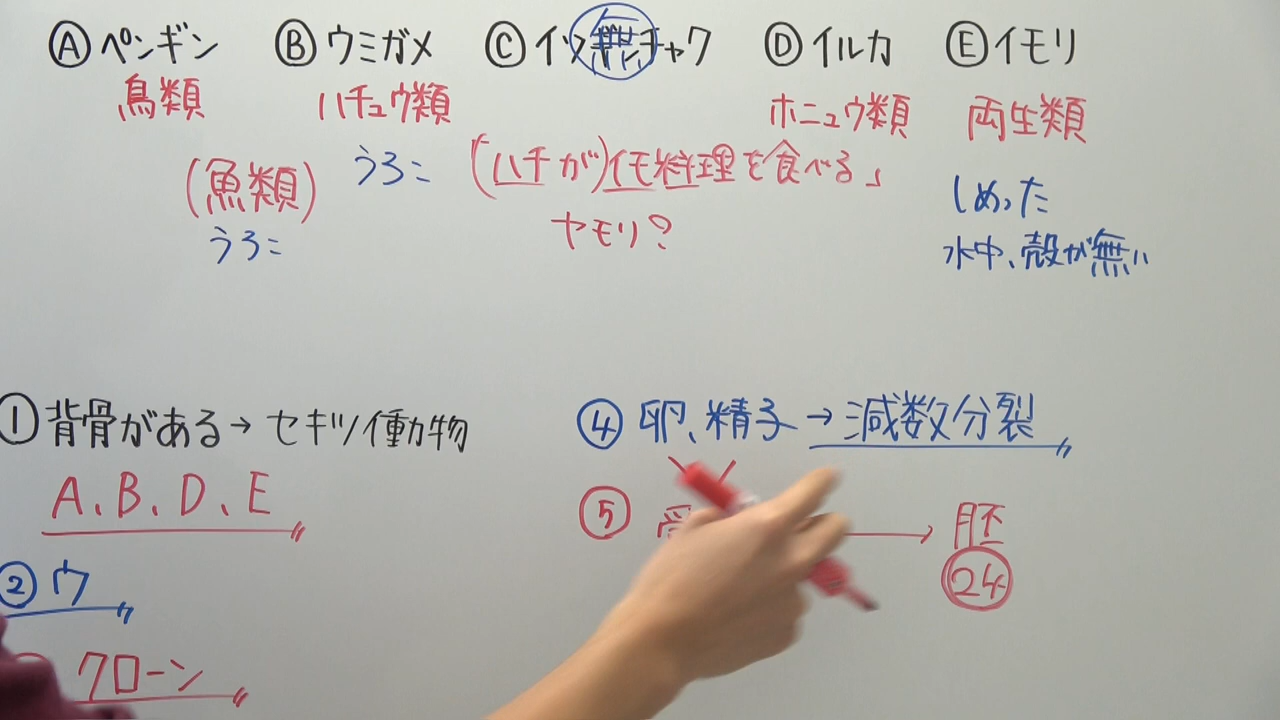 Ⓐ ペンギン Ⓑ ウミガメ Ⓒ イソギンチャク Ⓓ イルカ Ⓔ イモリ
無
鳥類 ハチュウ類 ホニュウ類 両生類
(魚類) うろこ 「(ハチが)イモ料理を食べる」 しめった
うろこ ヤモリ? 水中、殻が無い
① 背骨がある→セキツイ動物
A、B、D、E
② ウ
クローン
④ 卵、精子→減数分裂
⑤ 受 → 胚
24